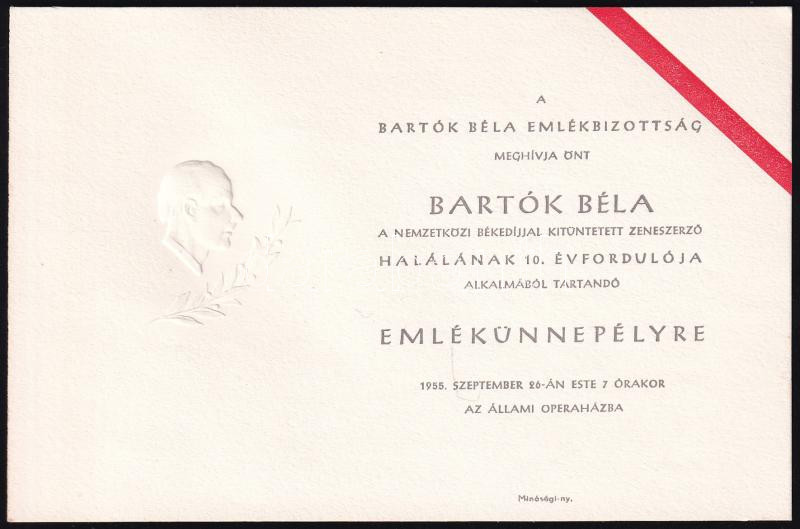 A
BARTÓK BÉLA EMLÉKBIZOTTSÁG
MEGHÍVJA ÖNT
BARTÓK BÉLA
A NEMZETKÖZI BÉKEDÍJJAL KITÜNTETETT ZENESZERZŐ
HALÁLÁNAK 10. ÉVFORDULÓJA
ALKALMÁBÓL TARTANDÓ
EMLÉKÜNNEPÉLYRE
1955. SZEPTEMBER 26-ÁN ESTE 7 ÓRAKOR
AZ ÁLLAMI OPERAHÁZBA
Minőségi-ny.